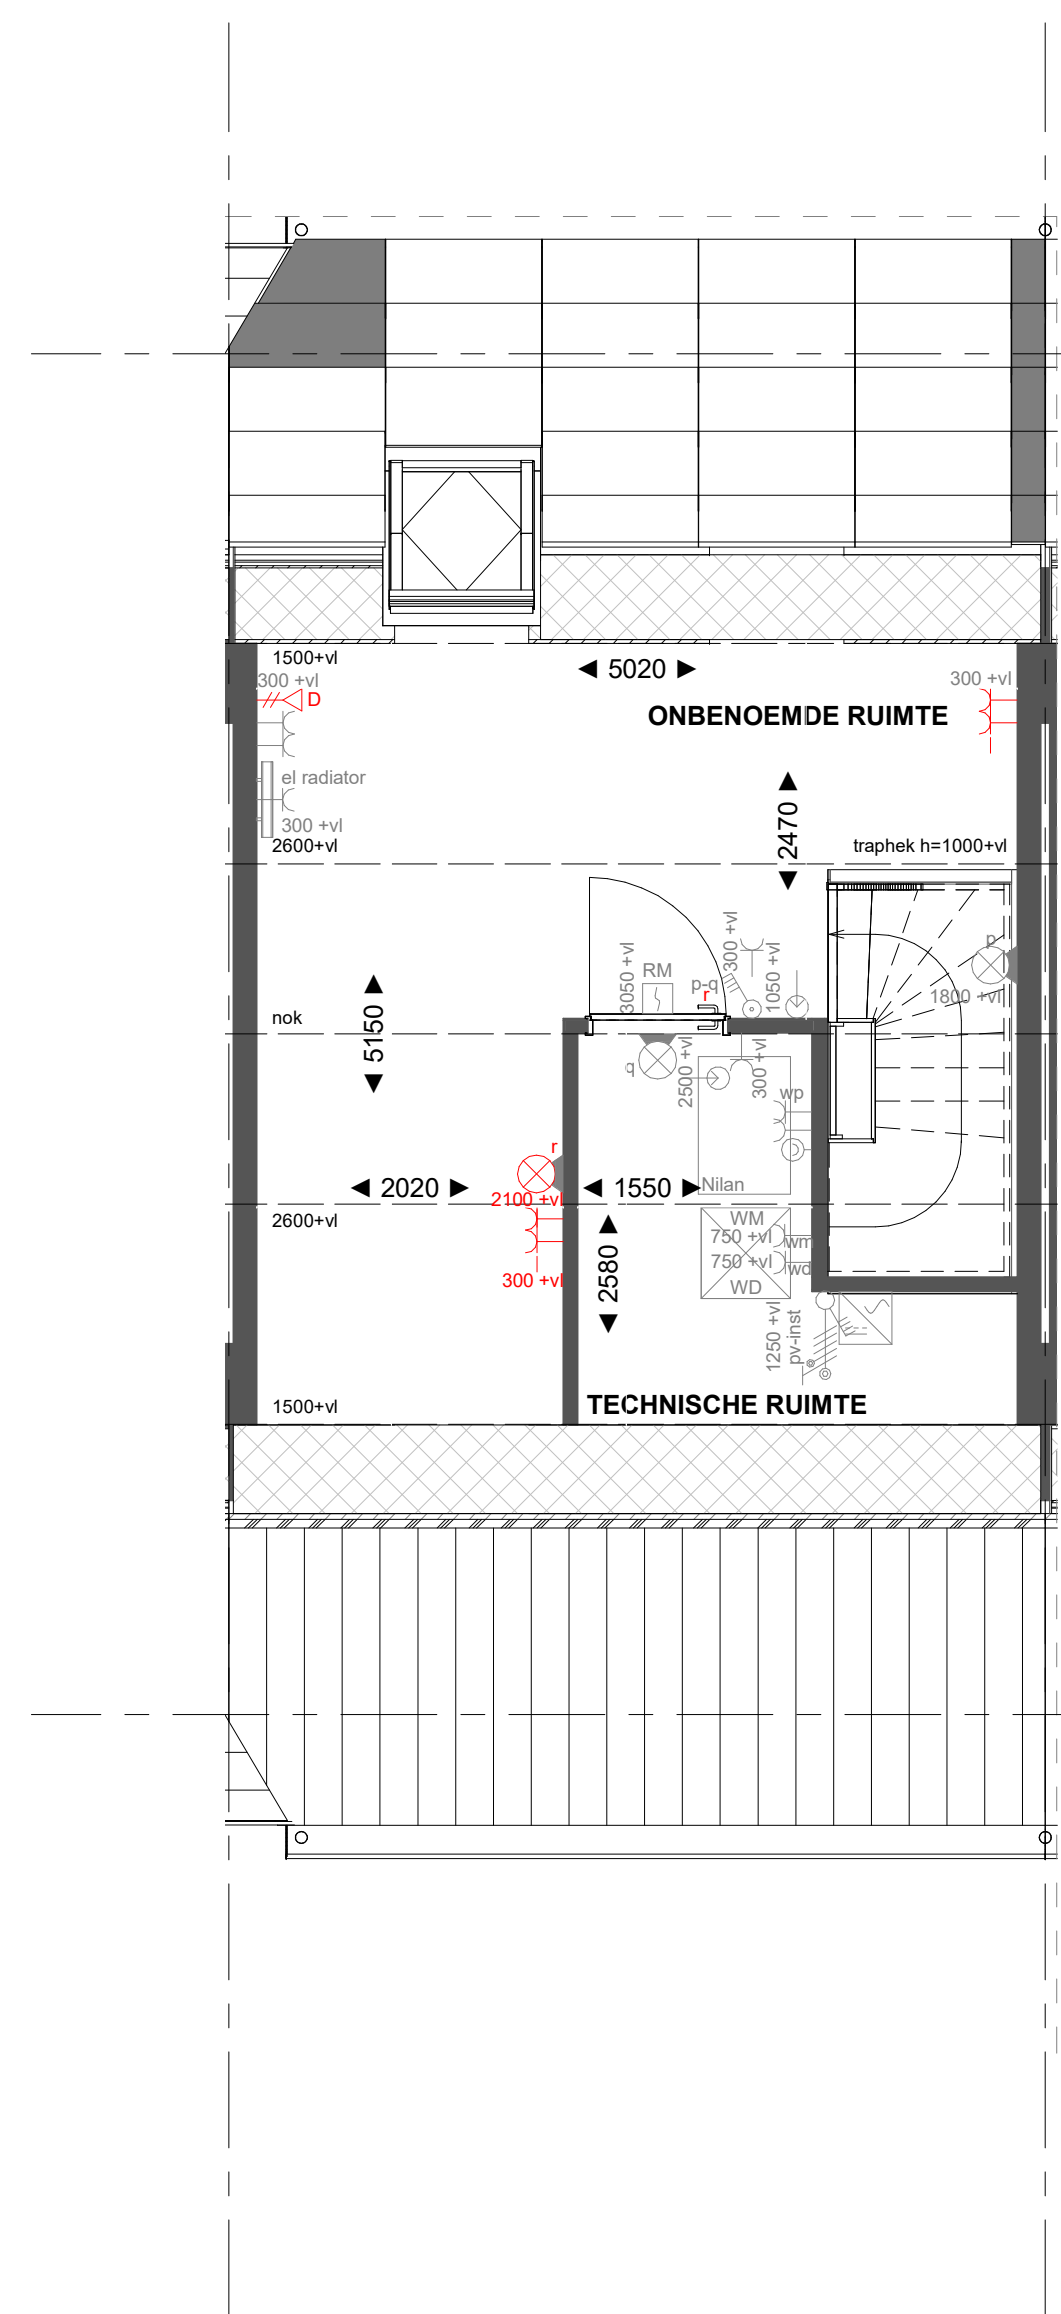 1500+vl
300 +vl
D
5020
300 +vl
ONBENOEMDE RUIMTE
el radiator
300 +vl
2600+vl
2470
traphek h=1000+vl
3050 +vl
RM
p-q
r
300 +vl
1050 +vl
p
1800 +vl
nok
5150
q
2500 +vl
300 +vl
wp
r
2020
2100 +vl
1550
Nilan
2600+vl
WM
750 +vl
wm
750 +vl
wd
WD
300 +vl
2580
1250 +vl
pv-inst
1500+vl
TECHNISCHE RUIMTE